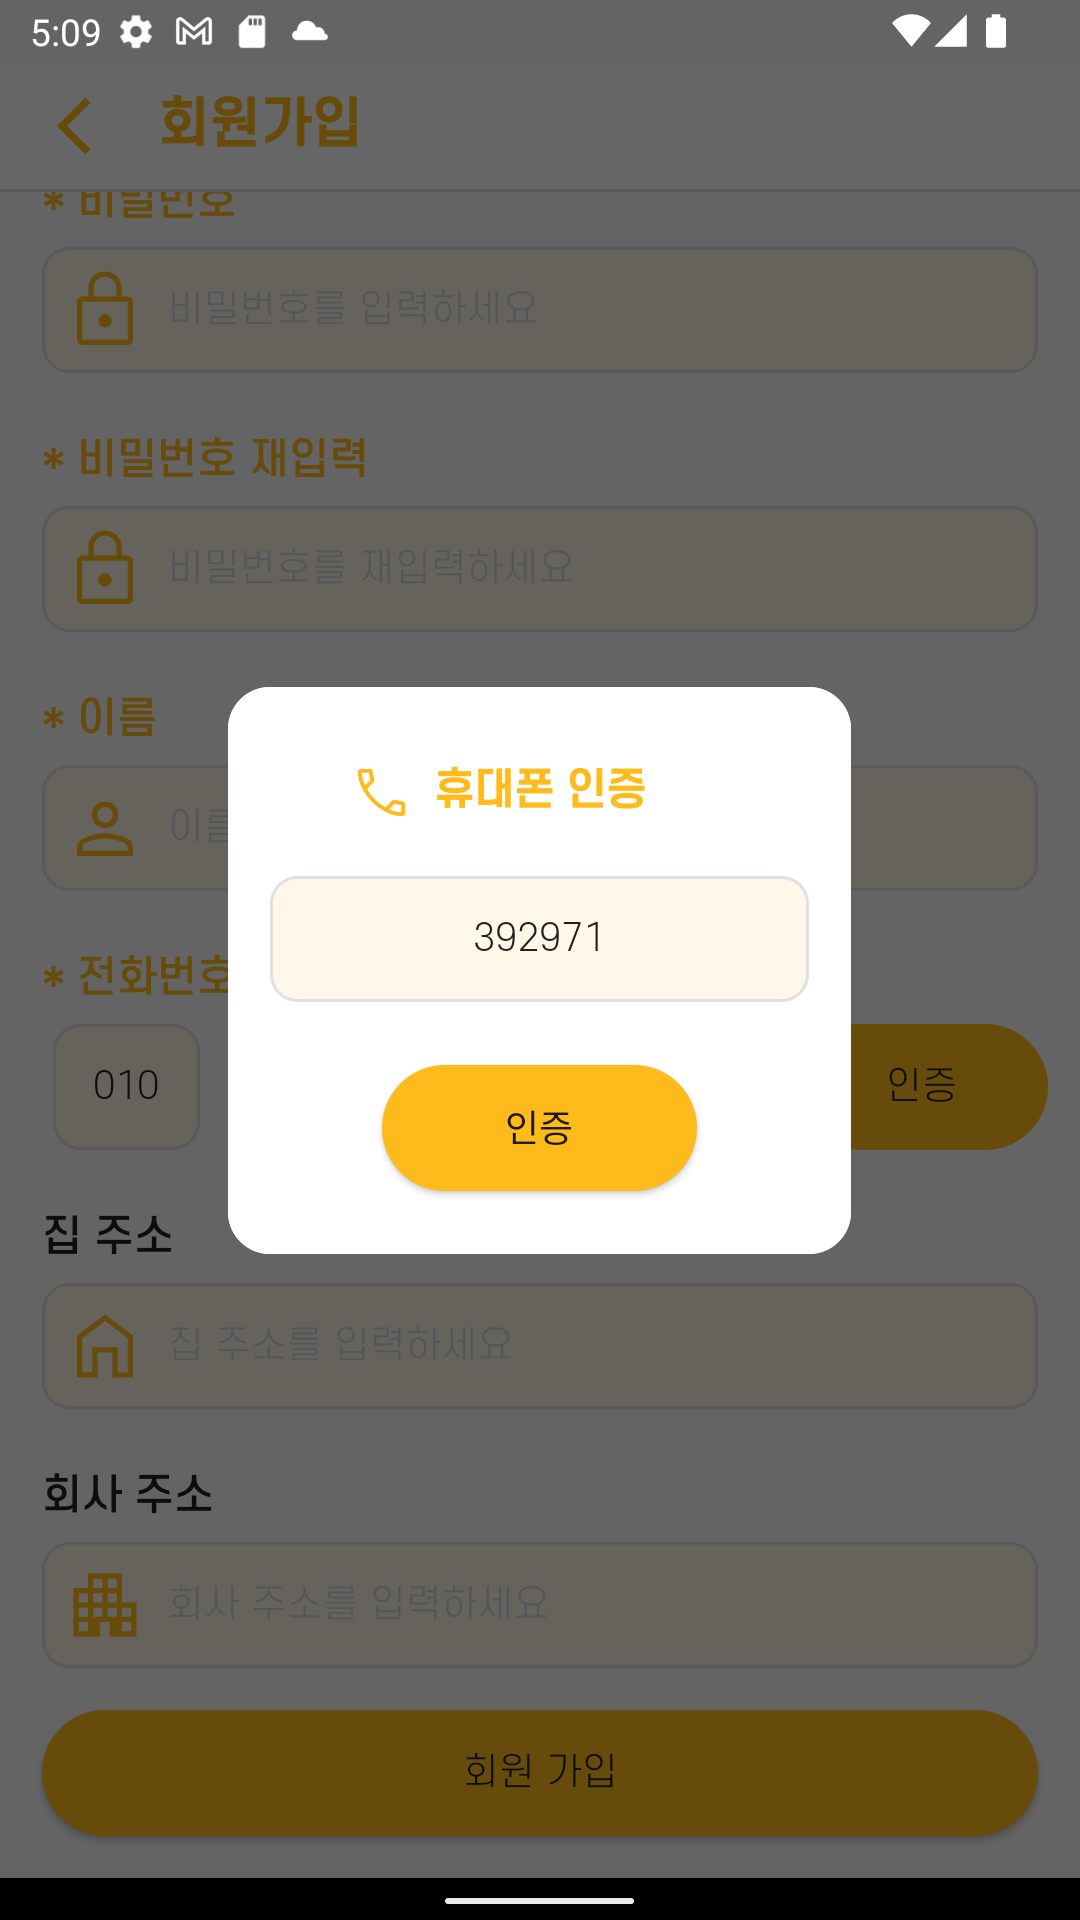 5:09
회원가입
* 비밀번호
비밀번호를 입력하세요
* 비밀번호 재입력
비밀번호를 재입력하세요
* 이름
이름
휴대폰 인증
392971
* 전화번호
010
인증
인증
집 주소
집 주소를 입력하세요
회사 주소
회사 주소를 입력하세요
회원 가입